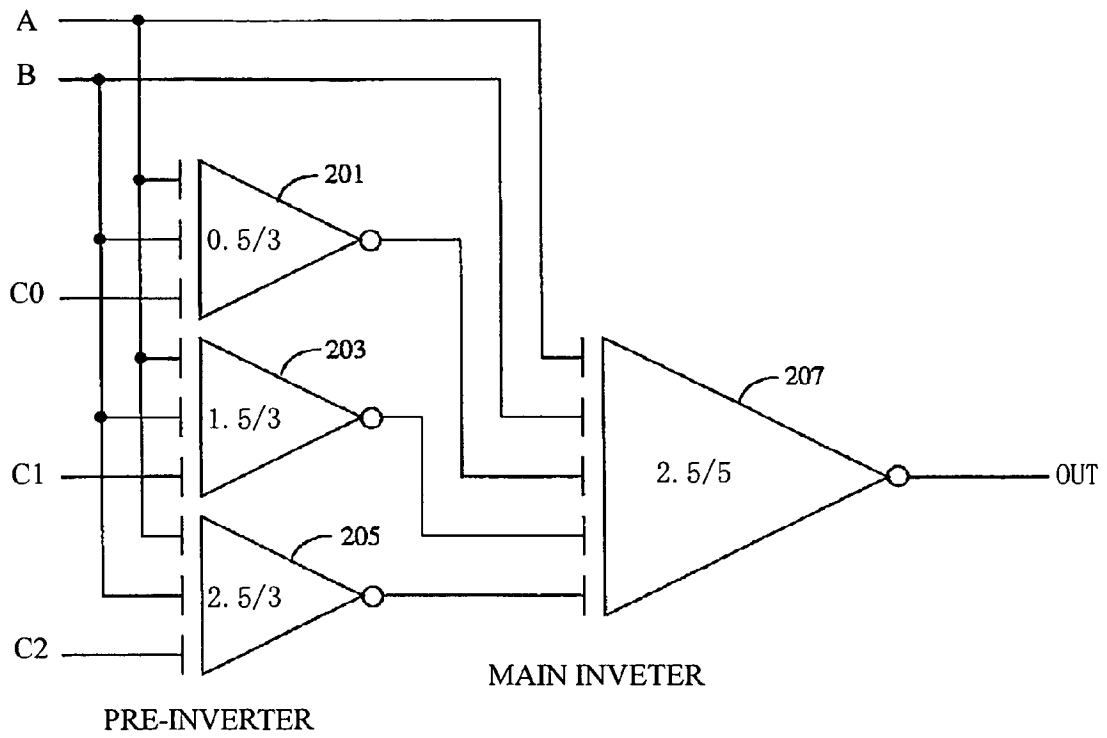 A
B
201
0.5/3
C0
203
1.5/3
207
C1
2.5/5
OUT
205
2.5/3
C2
MAIN INVETER
PRE-INVERTER